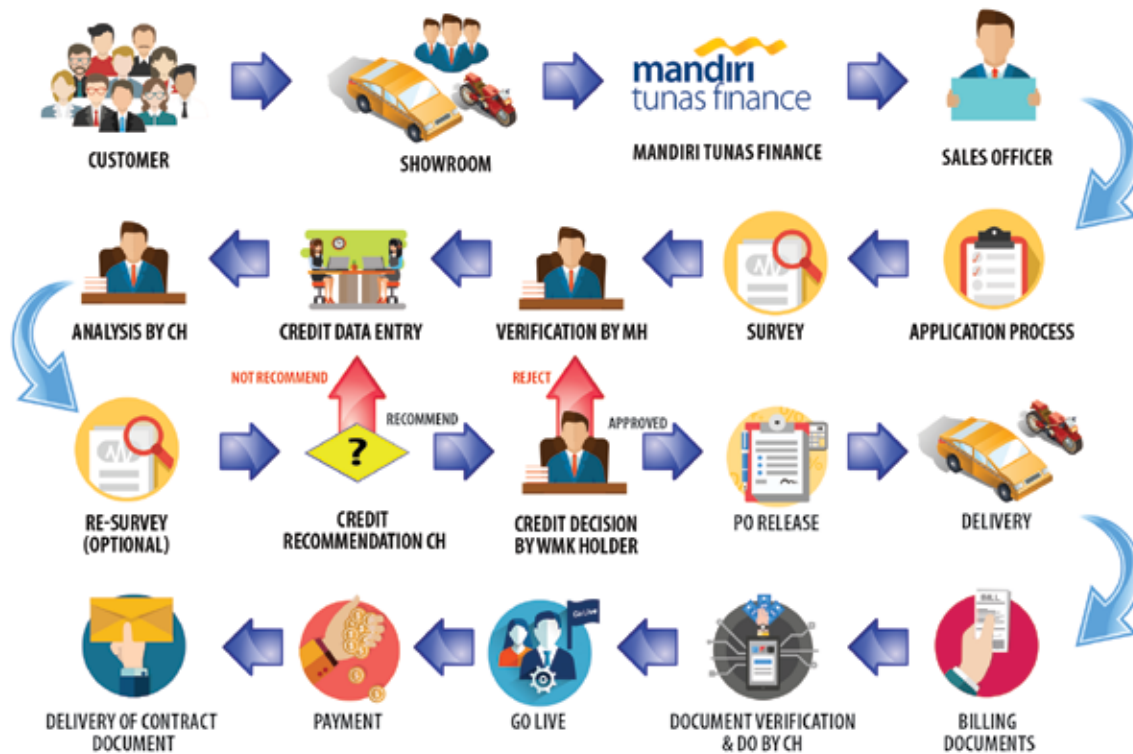 mandiri
tunas finance
CUSTOMER
SHOWROOM
MANDIRI TUNAS FINANCE
SALES OFFICER
ANALYSIS BY CH
CREDIT DATA ENTRY
VERIFICATION BY MH
SURVEY
APPLICATION PROCESS
NOT RECOMMEND
REJECT
RECOMMEND
APPROVED
?
RE-SURVEY
(OPTIONAL)
CREDIT
RECOMMENDATION CH
CREDIT DECISION
BY WMK HOLDER
PO RELEASE
DELIVERY
Go Live
BILL
DELIVERY OF CONTRACT
DOCUMENT
PAYMENT
GO LIVE
DOCUMENT VERIFICATION
& DO BY CH
BILLING
DOCUMENTS